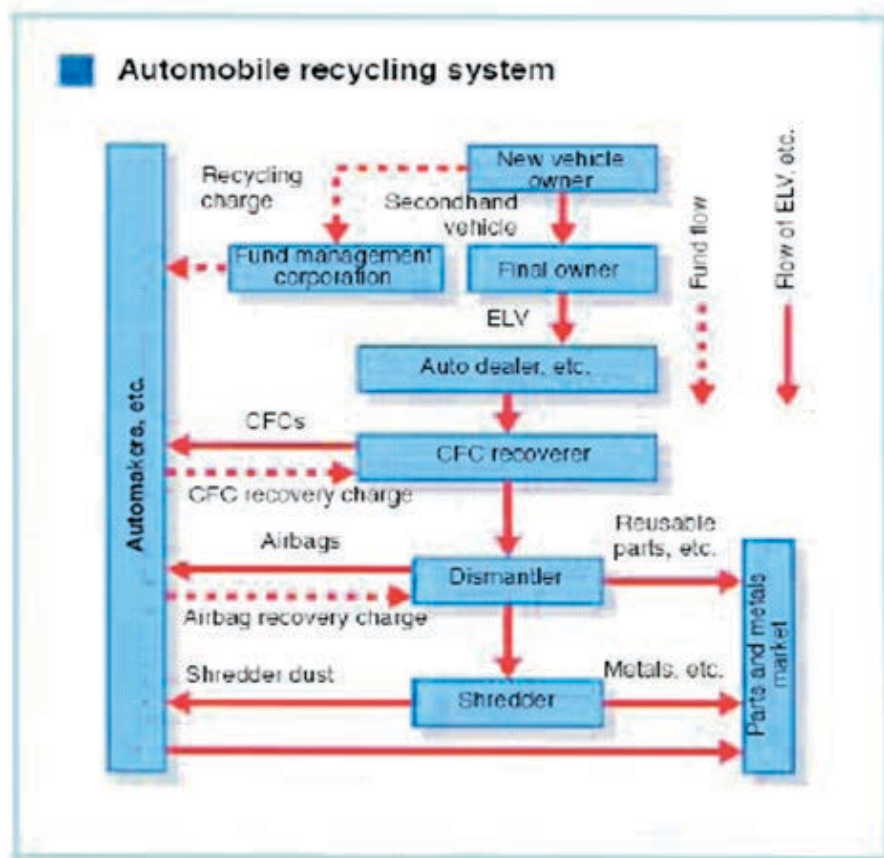 Automobile recycling system
New vehicle
owner
Recycling
charge
Secondhand
vehicle
Fund management
corporation
Final owner
Fund flow
Flow of ELV, etc.
ELV
Auto dealer, etc.
CFCs
CFC recoverer
CFC recovery charge
Automakers, etc.
Airbags
Reusable
parts, etc.
Dismantler
Airbag recovery charge
Shredder dust
Metals, etc.
Shredder
Parts and metals
market